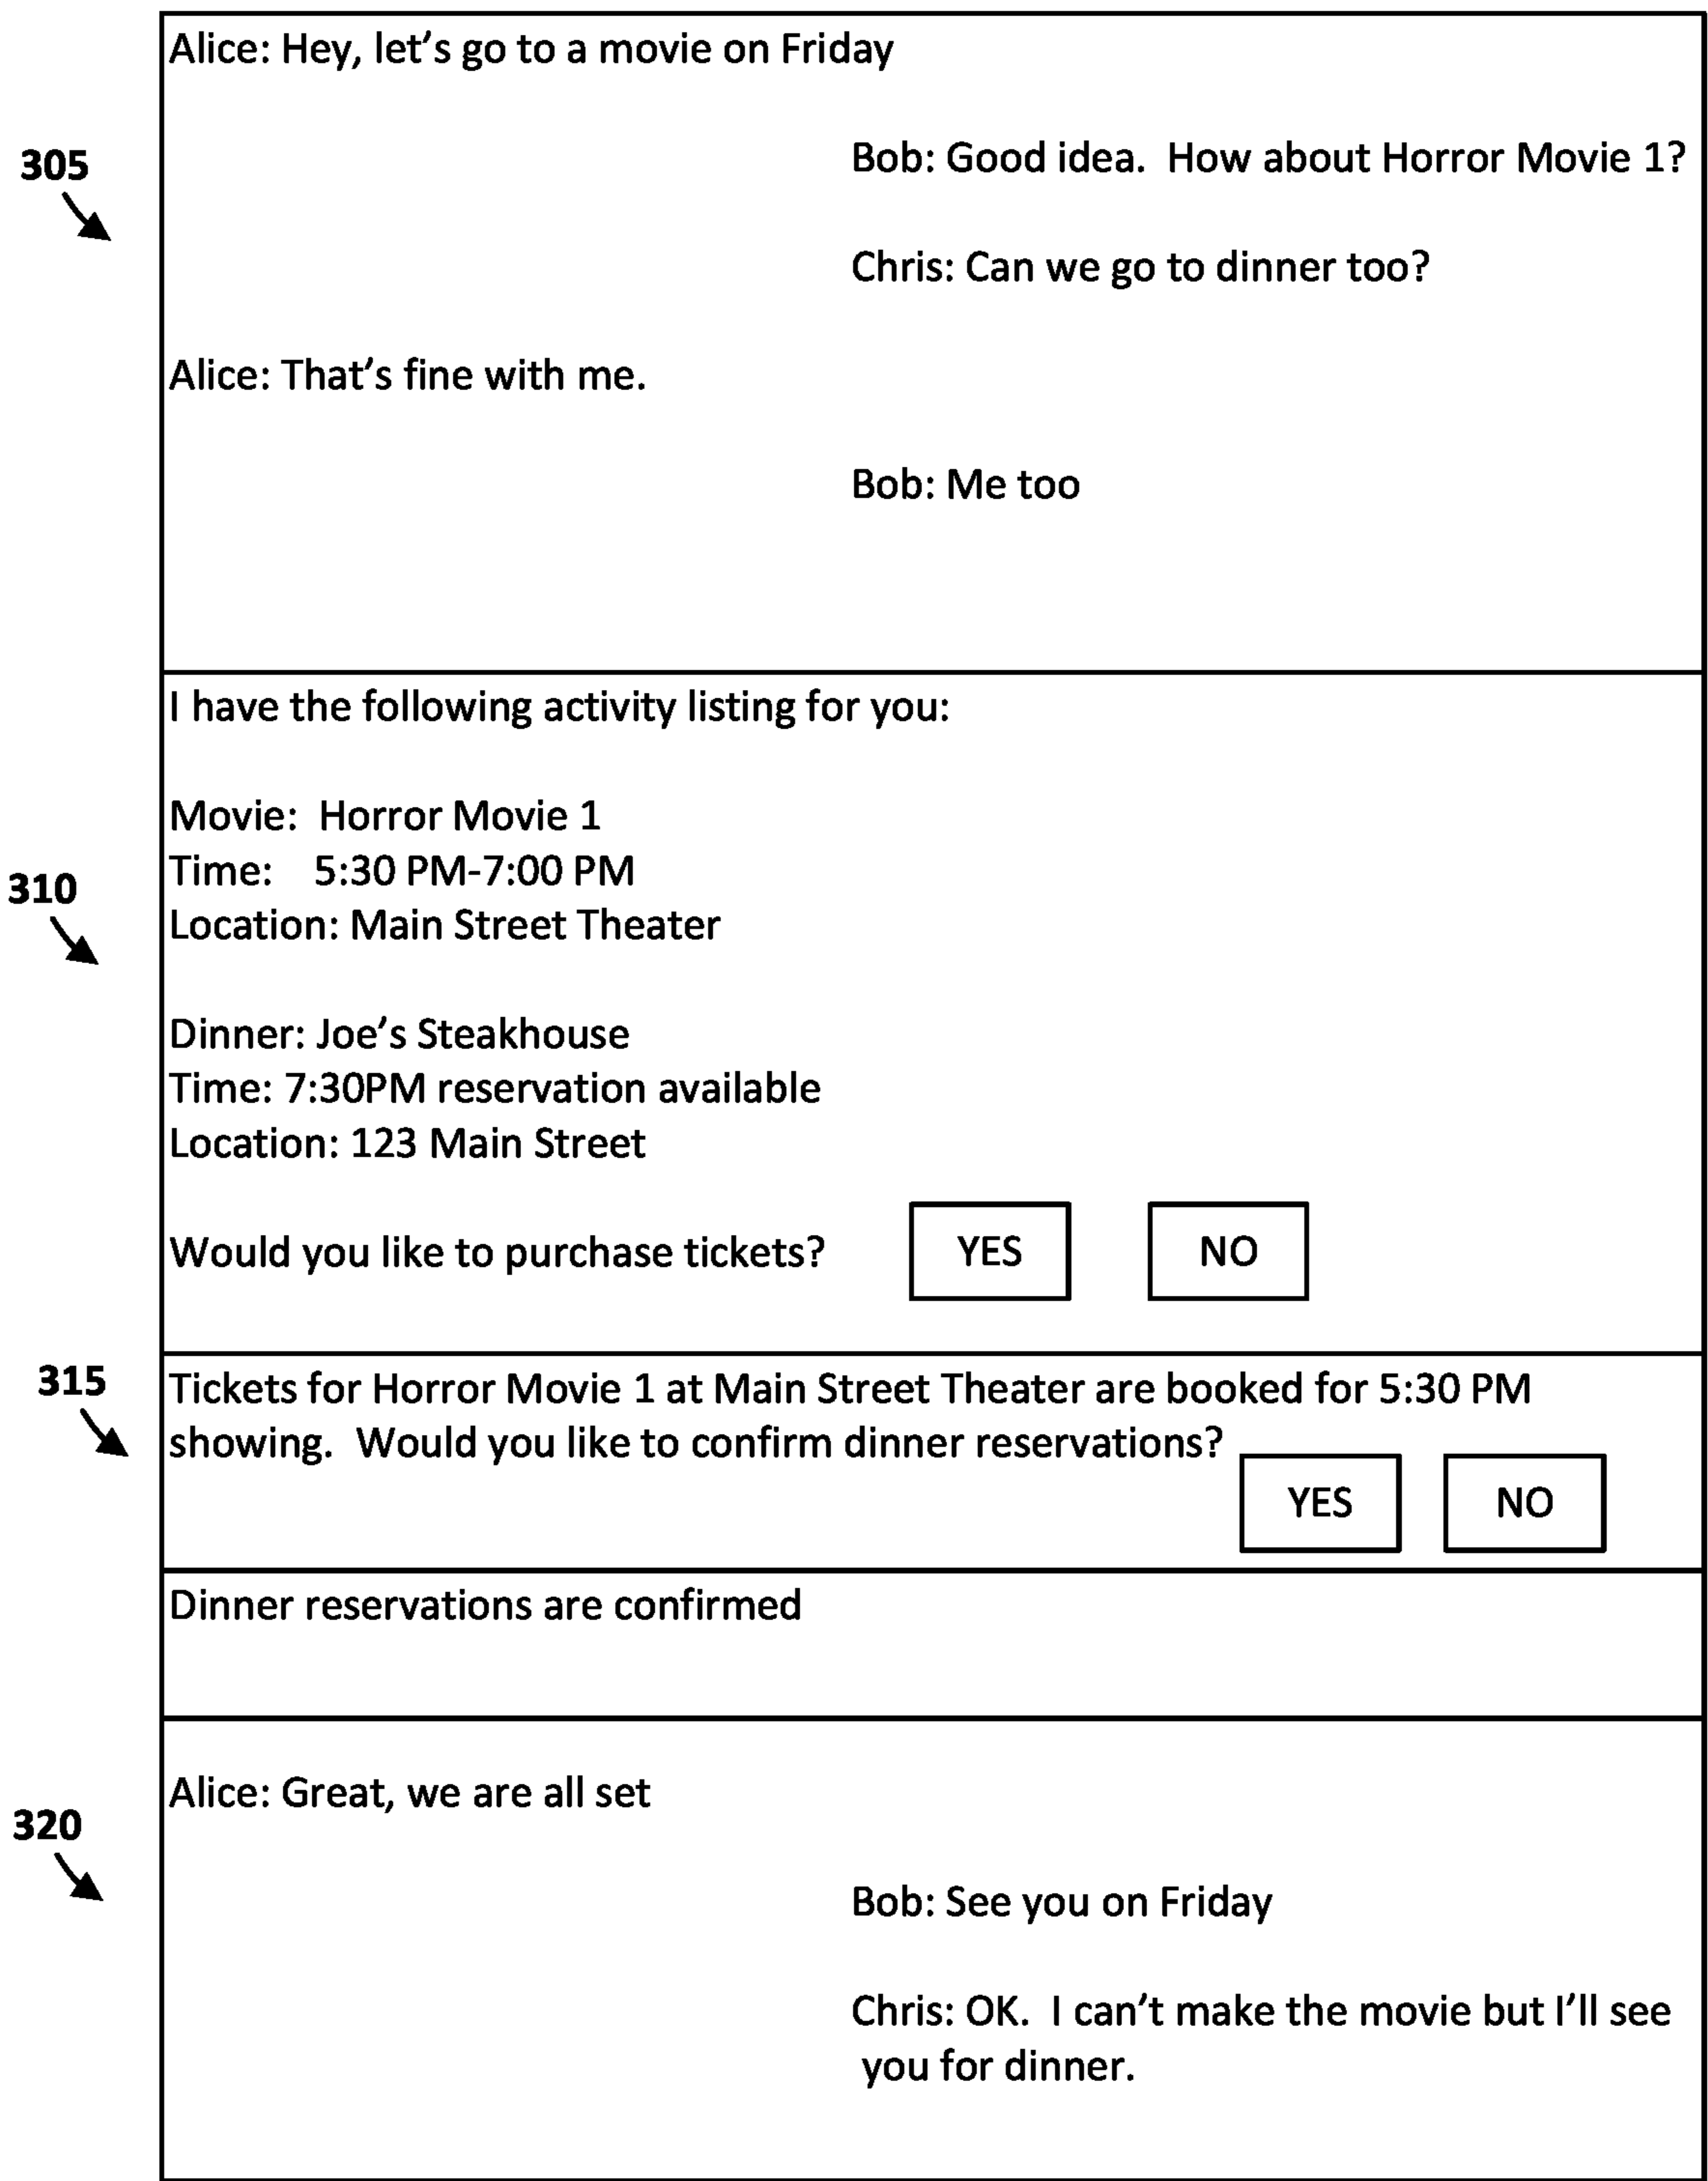 Alice: Hey, let's go to a movie on Friday
305
Bob: Good idea.  How about Horror Movie 1?
Chris: Can we go to dinner too?
Alice: That's fine with me.
Bob: Me too
I have the following activity listing for you:
Movie:  Horror Movie 1
Time:   5:30 PM-7:00 PM
310
Location: Main Street Theater
Dinner: Joe's Steakhouse
Time: 7:30PM reservation available
Location: 123 Main Street
Would you like to purchase tickets? YES NO
315
Tickets for Horror Movie 1 at Main Street Theater are booked for 5:30 PM
showing.  Would you like to confirm dinner reservations?
YES NO
Dinner reservations are confirmed
Alice: Great, we are all set
320
Bob: See you on Friday
Chris: OK.  I can't make the movie but I'll see
you for dinner.